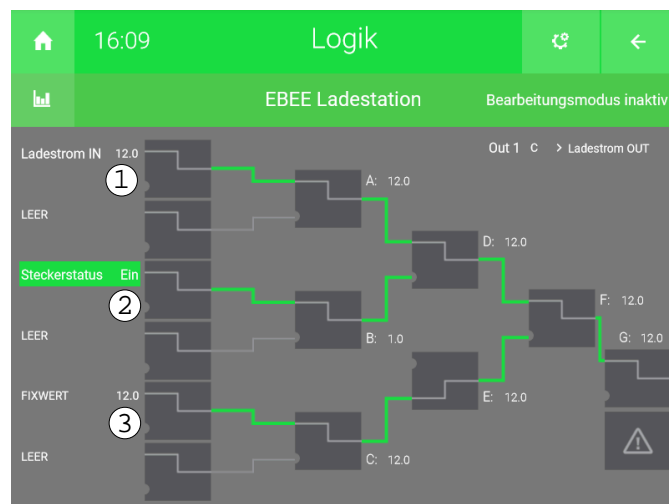 16:09 Logik
EBEE Ladestation Bearbeitungsmodus inaktiv
Out 1 C > Ladestrom OUT
Ladestrom IN 12.0
1
A: 12.0
LEER
D: 12.0
Steckerstatus Ein
2
F: 12.0
LEER
B: 1.0
G: 12.0
FIXWERT 12.0
E: 12.0
3
LEER
C: 12.0